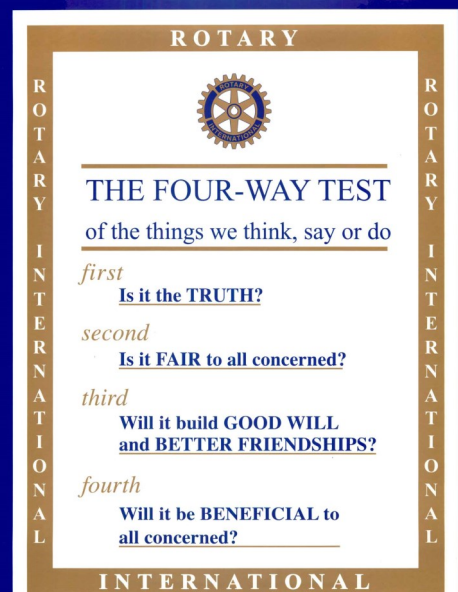 ROTARY
ROTARY INTERNATIONAL
ROTARY INTERNATIONAL
ROTARY
INTERNATIONAL
THE FOUR-WAY TEST
of the things we think, say or do
first
Is it the TRUTH?
second
Is it FAIR to all concerned?
third
Will it build GOOD WILL
and BETTER FRIENDSHIPS?
fourth
Will it be BENEFICIAL to
all concerned?
INTERNATIONAL